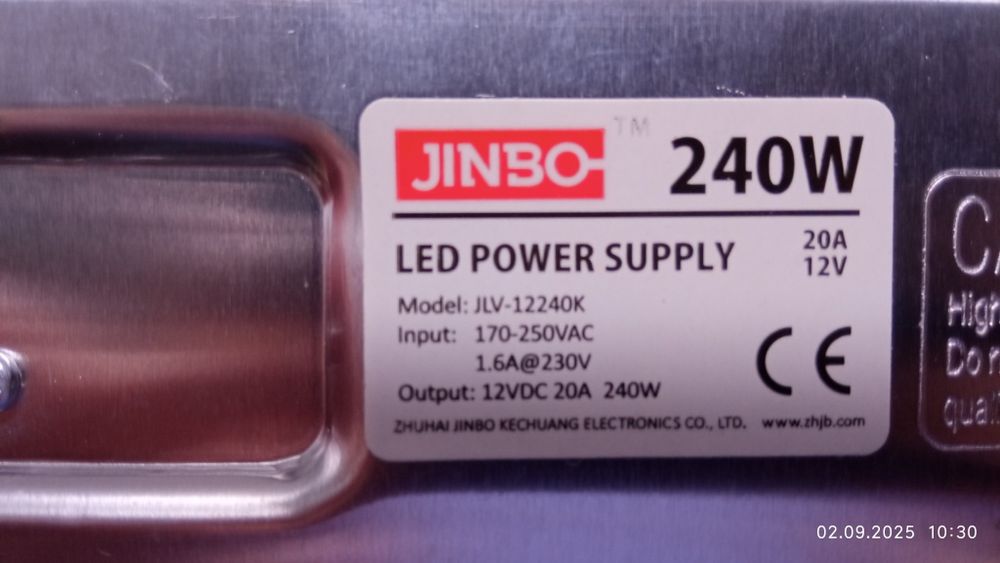 JINBO
TM
240W
LED POWER SUPPLY
20A
12V
Model: JLV-12240K
Input: 170-250VAC
1.6A@230V
Output: 12VDC 20A 240W
CE
ZHUHAI JINBO KECHUANG ELECTRONICS CO., LTD. www.zhjb.com
High
02.09.2025 10:30